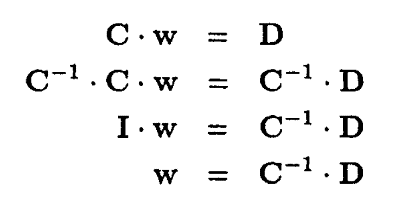 C · w = D
C⁻¹ · C · w = C⁻¹ · D
I · w = C⁻¹ · D
w = C⁻¹ · D